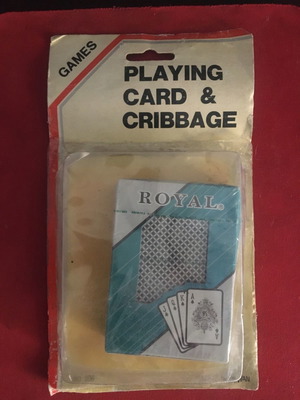 GAMES
PLAYING
CARD &
CRIBBAGE
ROYAL®